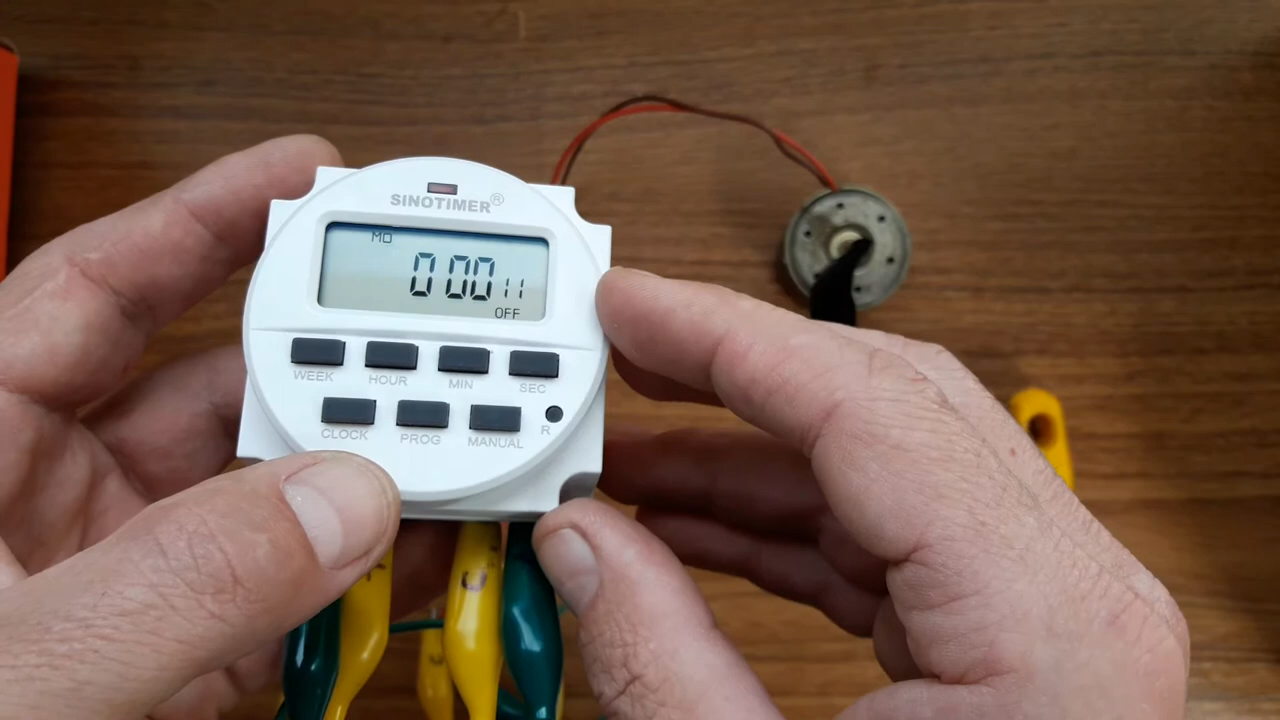 SINOTIMER®
MO
0:00 11
OFF
WEEK HOUR MIN SEC
CLOCK PROG MANUAL R